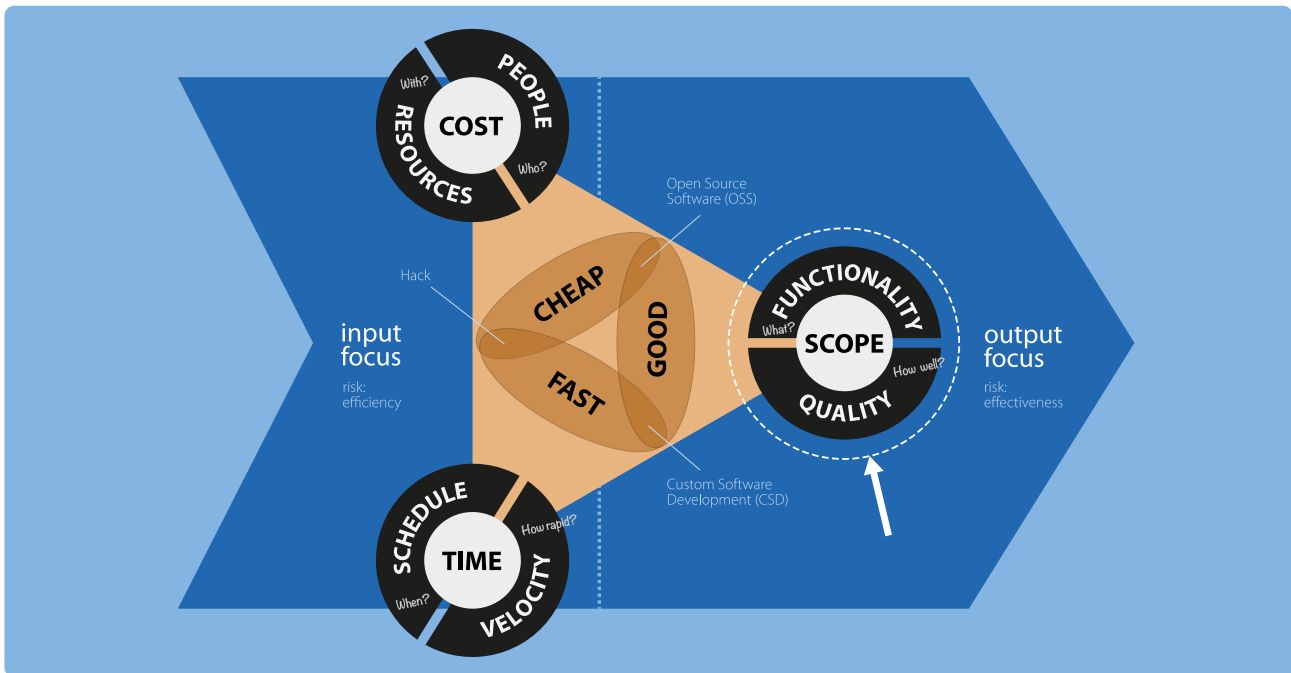 With?
PEOPLE
COST
RESOURCES
Who?
Open Source
Software (OSS)
Hack
CHEAP
GOOD
FAST
input
focus
risk:
efficiency
FUNCTIONALITY
What?
SCOPE
How well?
QUALITY
output
focus
risk:
effectiveness
Custom Software
Development (CSD)
SCHEDULE
How rapid?
TIME
When?
VELOCITY